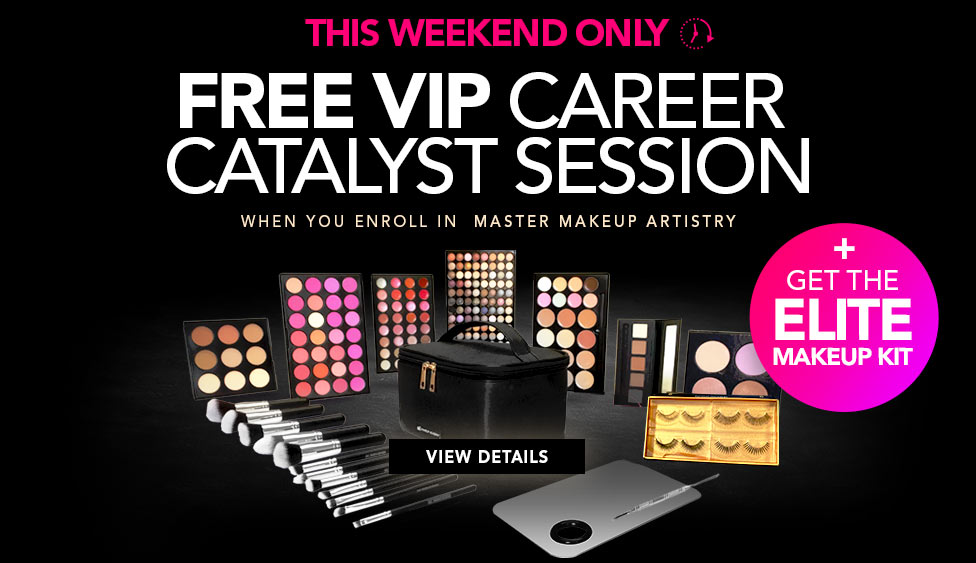 THIS WEEKEND ONLY
FREE VIP CAREER
CATALYST SESSION
WHEN YOU ENROLL IN MASTER MAKEUP ARTISTRY
+
GET THE
ELITE
MAKEUP KIT
VIEW DETAILS